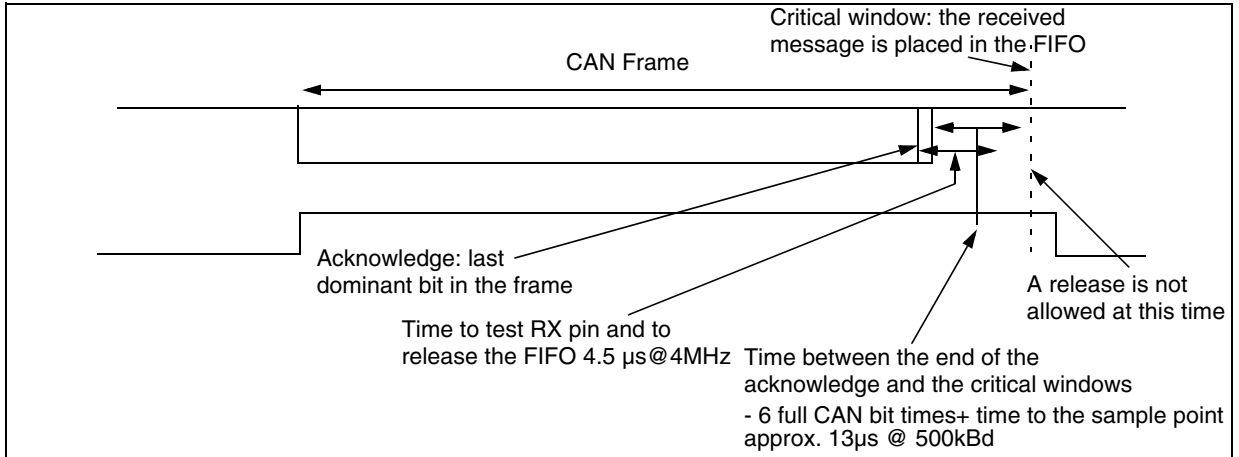 Critical window: the received
message is placed in the FIFO
CAN Frame
Acknowledge: last
dominant bit in the frame
A release is not
allowed at this time
Time to test RX pin and to
release the FIFO 4.5 µs@4MHz
Time between the end of the
acknowledge and the critical windows
- 6 full CAN bit times+ time to the sample point
approx. 13µs @ 500kBd